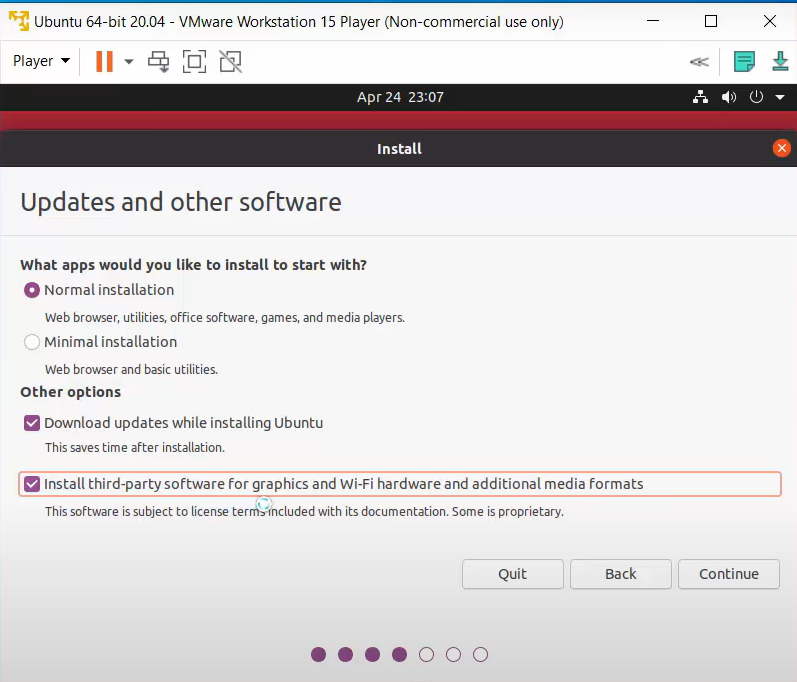 Ubuntu 64-bit 20.04 - VMware Workstation 15 Player (Non-commercial use only)
Player
Apr 24 23:07
Install
Updates and other software
What apps would you like to install to start with?
Normal installation
Web browser, utilities, office software, games, and media players.
Minimal installation
Web browser and basic utilities.
Other options
Download updates while installing Ubuntu
This saves time after installation.
Install third-party software for graphics and Wi-Fi hardware and additional media formats
This software is subject to license terms included with its documentation. Some is proprietary.
Quit Back Continue